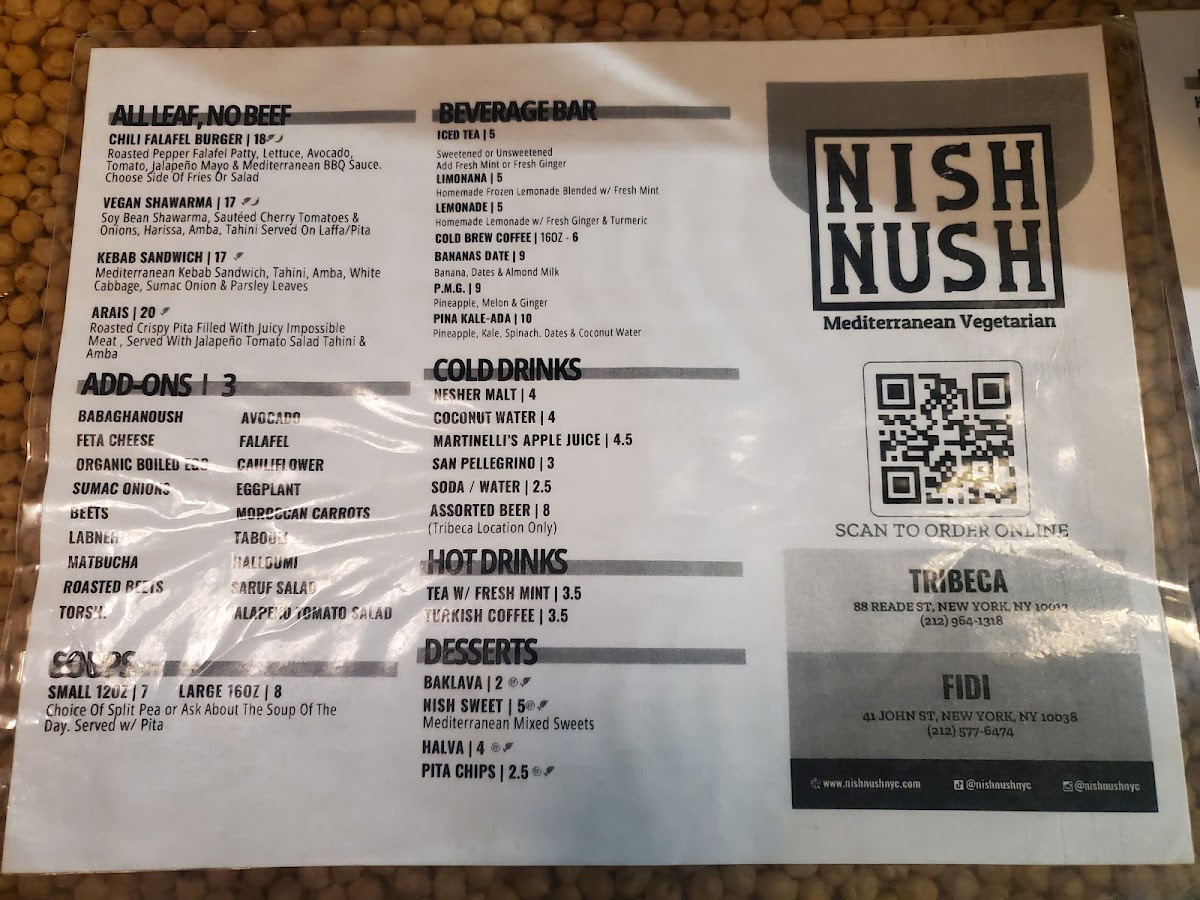 ALL LEAF, NO BEEF
CHILI FALAFEL BURGER | 18
Roasted Pepper Falafel Patty, Lettuce, Avocado,
Tomato, Jalapeño Mayo & Mediterranean BBQ Sauce.
Choose Side Of Fries Or Salad
VEGAN SHAWARMA | 17
Soy Bean Shawarma, Sautéed Cherry Tomatoes &
Onions, Harissa, Amba, Tahini Served On Laffa/Pita
KEBAB SANDWICH | 17
Mediterranean Kebab Sandwich, Tahini, Amba, White
Cabbage, Sumac Onion & Parsley Leaves
ARAIS | 20
Roasted Crispy Pita Filled With Juicy Impossible
Meat , Served With Jalapeño Tomato Salad Tahini &
Amba
ADD-ONS | 3
BABAGHANOUSH
FETA CHEESE
ORGANIC BOILED EGG
SUMAC ONIONS
BEETS
LABNEH
MATBUCHA
ROASTED BEETS
TORSH.
AVOCADO
FALAFEL
CAULIFLOWER
EGGPLANT
MOROCCAN CARROTS
TABOULI
HALLOUMI
SARUF SALAD
ALAPEÑO TOMATO SALAD
SOUPS
SMALL 12OZ | 7 LARGE 16OZ | 8
Choice Of Split Pea or Ask About The Soup Of The
Day. Served w/ Pita
BEVERAGE BAR
ICED TEA | 5
Sweetened or Unsweetened
Add Fresh Mint or Fresh Ginger
LIMONANA | 5
Homemade Frozen Lemonade Blended w/ Fresh Mint
LEMONADE | 5
Homemade Lemonade w/ Fresh Ginger & Turmeric
COLD BREW COFFEE | 16OZ - 6
BANANAS DATE | 9
Banana, Dates & Almond Milk
P.M.G. | 9
Pineapple, Melon & Ginger
PINA KALE-ADA | 10
Pineapple, Kale, Spinach. Dates & Coconut Water
COLD DRINKS
NESHER MALT | 4
COCONUT WATER | 4
MARTINELLI'S APPLE JUICE | 4.5
SAN PELLEGRINO | 3
SODA / WATER | 2.5
ASSORTED BEER | 8
(Tribeca Location Only)
HOT DRINKS
TEA W/ FRESH MINT | 3.5
TURKISH COFFEE | 3.5
DESSERTS
BAKLAVA | 2
NISH SWEET | 5
Mediterranean Mixed Sweets
HALVA | 4
PITA CHIPS | 2.5
NISH
NUSH
Mediterranean Vegetarian
SCAN TO ORDER ONLINE
TRIBECA
88 READE ST, NEW YORK, NY 10013
(212) 964-1318
FIDI
41 JOHN ST, NEW YORK, NY 10038
(212) 577-6474
www.nishnushnyc.com @nishnushnyc @nishnushnyc